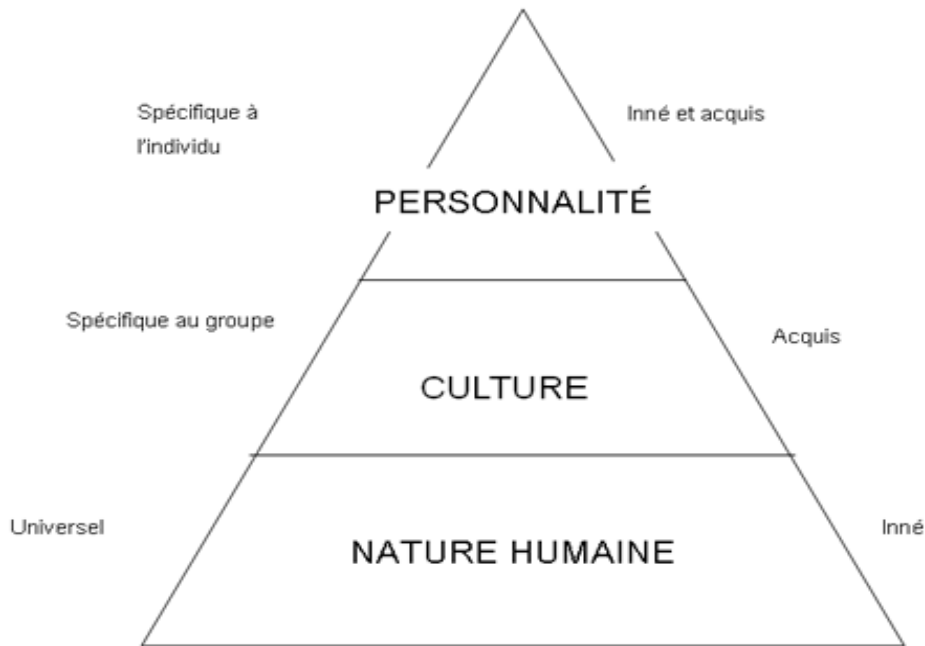 Spécifique à
l'individu
Inné et acquis
PERSONNALITÉ
Spécifique au groupe
Acquis
CULTURE
Universel
Inné
NATURE HUMAINE